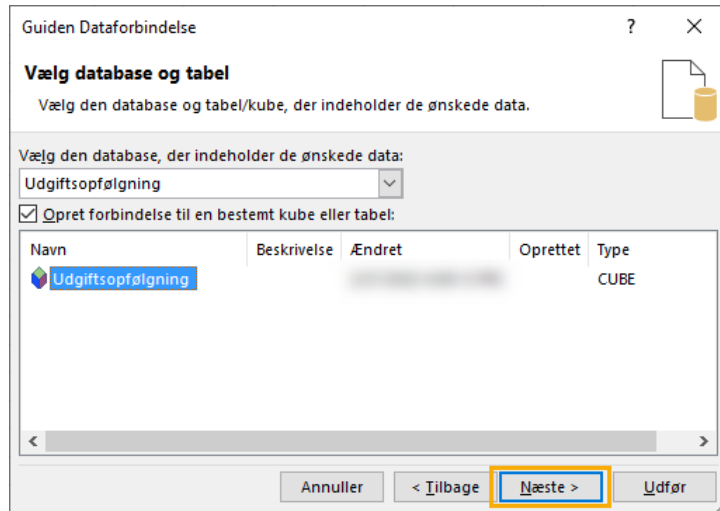 Guiden Dataforbindelse ? ×
Vælg database og tabel
Vælg den database og tabel/kube, der indeholder de ønskede data.
Vælg den database, der indeholder de ønskede data:
Udgiftsopfølgning
Opret forbindelse til en bestemt kube eller tabel:
Navn Beskrivelse Ændret Oprettet Type
Udgiftsopfølgning CUBE
Annuller < Tilbage Næste > Udfør